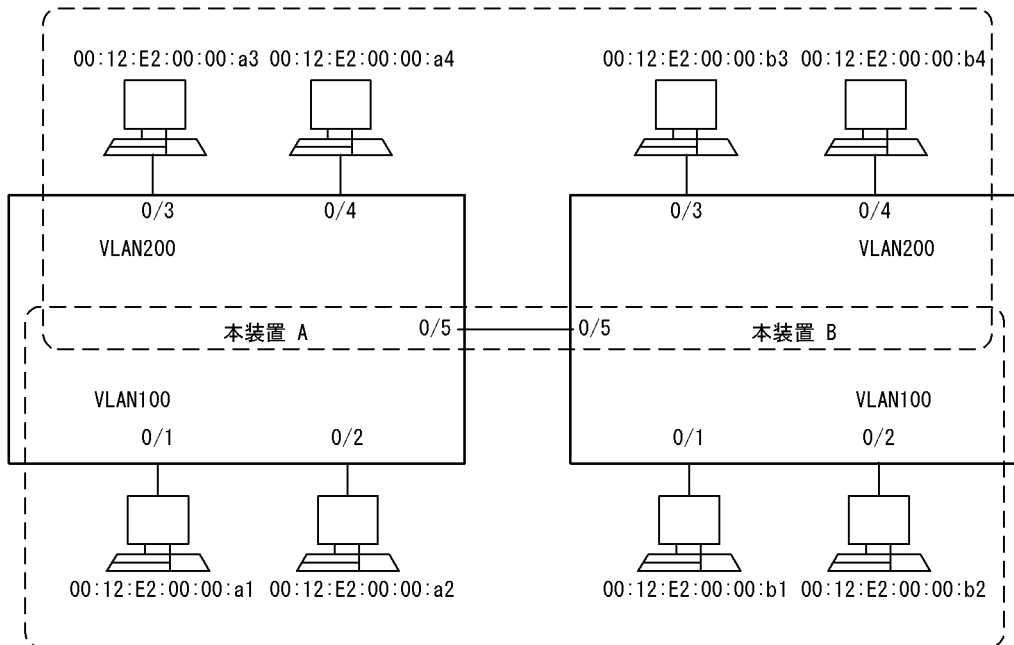 00:12:E2:00:00:a3 00:12:E2:00:00:a4 00:12:E2:00:00:b3 00:12:E2:00:00:b4
0/3 0/4 0/3 0/4
VLAN200 VLAN200
本装置 A 0/5 0/5 本装置 B
VLAN100 VLAN100
0/1 0/2 0/1 0/2
00:12:E2:00:00:a1 00:12:E2:00:00:a2 00:12:E2:00:00:b1 00:12:E2:00:00:b2